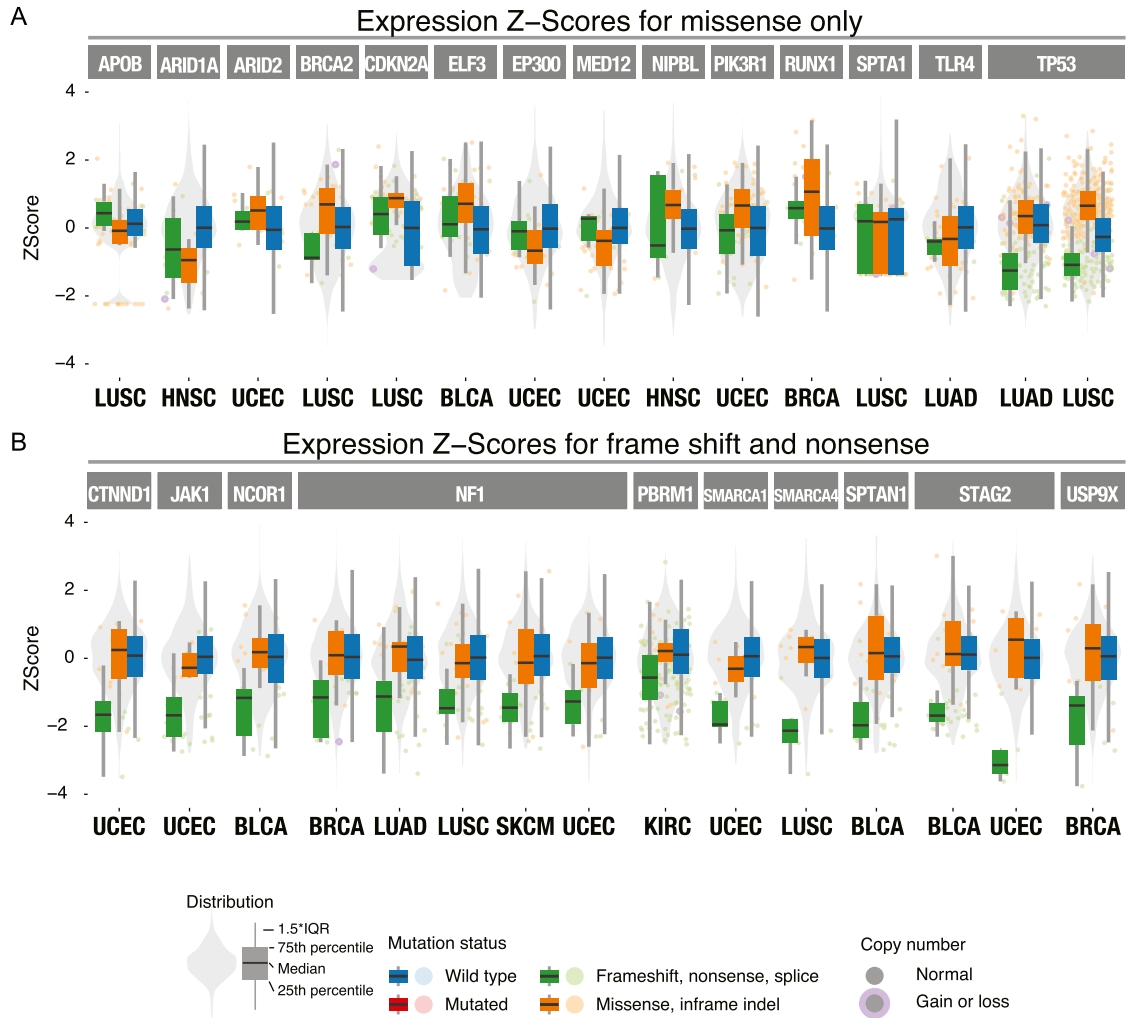 A
Expression Z−Scores for missense only
APOB ARID1A ARID2 BRCA2 CDKN2A ELF3 EP300 MED12 NIPBL PIK3R1 RUNX1 SPTA1 TLR4 TP53
4
2
0
−2
−4
ZScore
LUSC HNSC UCEC LUSC LUSC BLCA UCEC UCEC HNSC UCEC BRCA LUSC LUAD LUAD LUSC
B
Expression Z−Scores for frame shift and nonsense
CTNND1 JAK1 NCOR1 NF1 PBRM1 SMARCA1 SMARCA4 SPTAN1 STAG2 USP9X
4
2
0
−2
−4
ZScore
UCEC UCEC BLCA BRCA LUAD LUSC SKCM UCEC KIRC UCEC LUSC BLCA BLCA UCEC BRCA
Distribution
1.5*IQR
75th percentile
Median
25th percentile
Mutation status
Wild type
Mutated
Frameshift, nonsense, splice
Missense, inframe indel
Copy number
Normal
Gain or loss